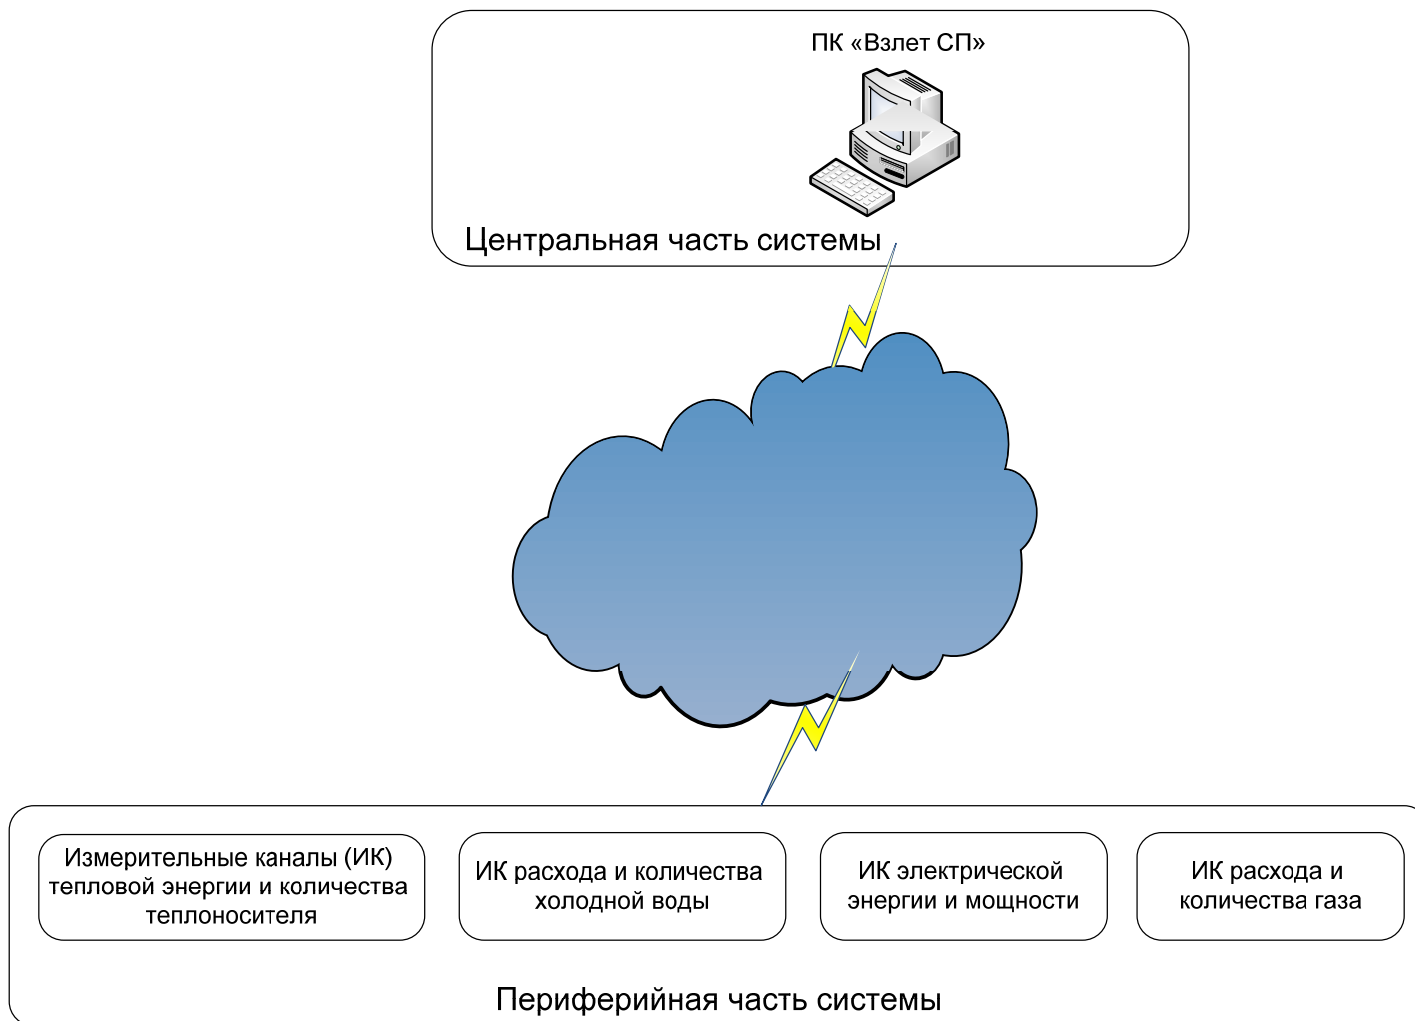 ПК «Взлет СП»
Центральная часть системы
Измерительные каналы (ИК)
тепловой энергии и количества
теплоносителя
ИК расхода и количества
холодной воды
ИК электрической
энергии и мощности
ИК расхода и
количества газа
Периферийная часть системы